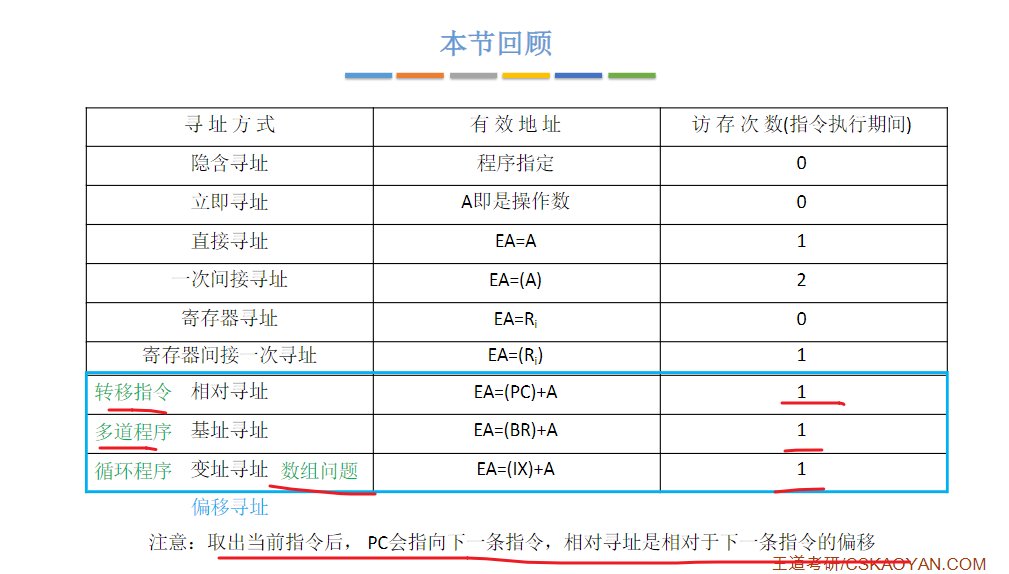 本节回顾
寻址方式 有效地址 访存次数(指令执行期间)
隐含寻址 程序指定 0
立即寻址 A即是操作数 0
直接寻址 EA=A 1
一次间接寻址 EA=(A) 2
寄存器寻址 EA=Ri 0
寄存器间接一次寻址 EA=(Ri) 1
转移指令 相对寻址 EA=(PC)+A 1
多道程序 基址寻址 EA=(BR)+A 1
循环程序 变址寻址 数组问题 EA=(IX)+A 1
偏移寻址
注意：取出当前指令后， PC会指向下一条指令，相对寻址是相对于下一条指令的偏移
王道考研/CSKAOYAN.COM